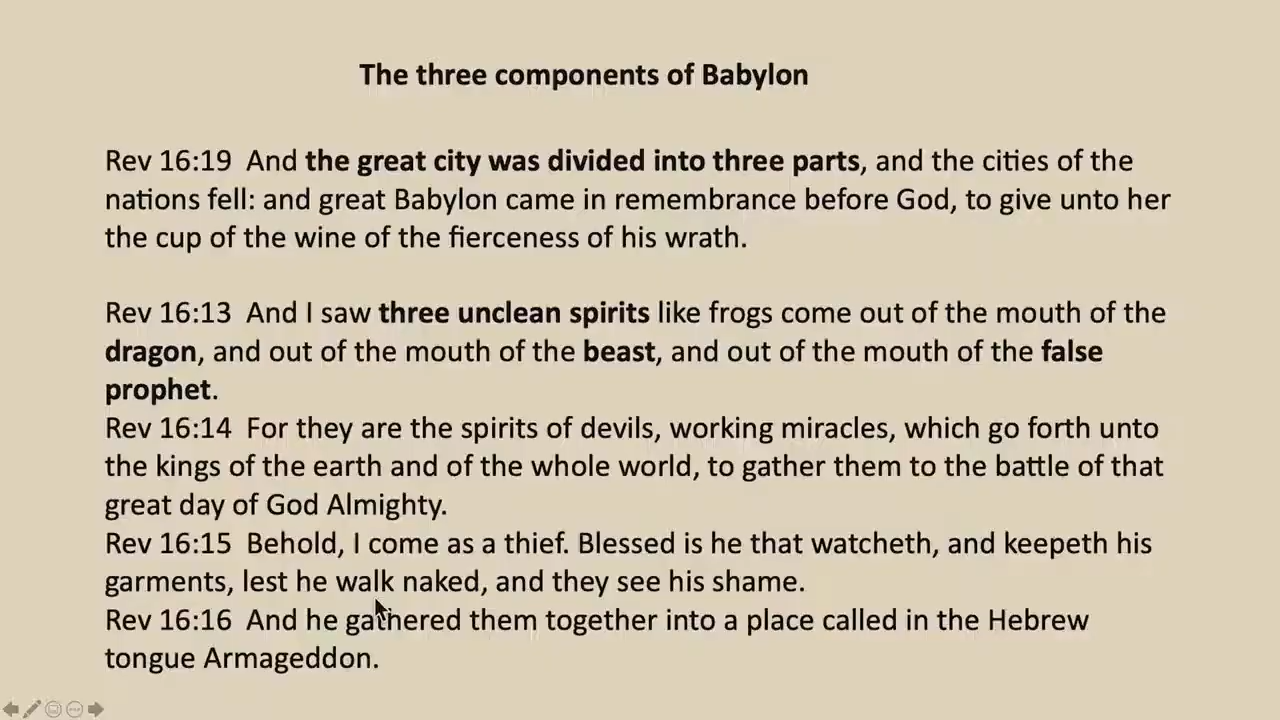 The three components of Babylon
Rev 16:19  And the great city was divided into three parts, and the cities of the
nations fell: and great Babylon came in remembrance before God, to give unto her
the cup of the wine of the fierceness of his wrath.
Rev 16:13  And I saw three unclean spirits like frogs come out of the mouth of the
dragon, and out of the mouth of the beast, and out of the mouth of the false
prophet.
Rev 16:14  For they are the spirits of devils, working miracles, which go forth unto
the kings of the earth and of the whole world, to gather them to the battle of that
great day of God Almighty.
Rev 16:15  Behold, I come as a thief. Blessed is he that watcheth, and keepeth his
garments, lest he walk naked, and they see his shame.
Rev 16:16  And he gathered them together into a place called in the Hebrew
tongue Armageddon.